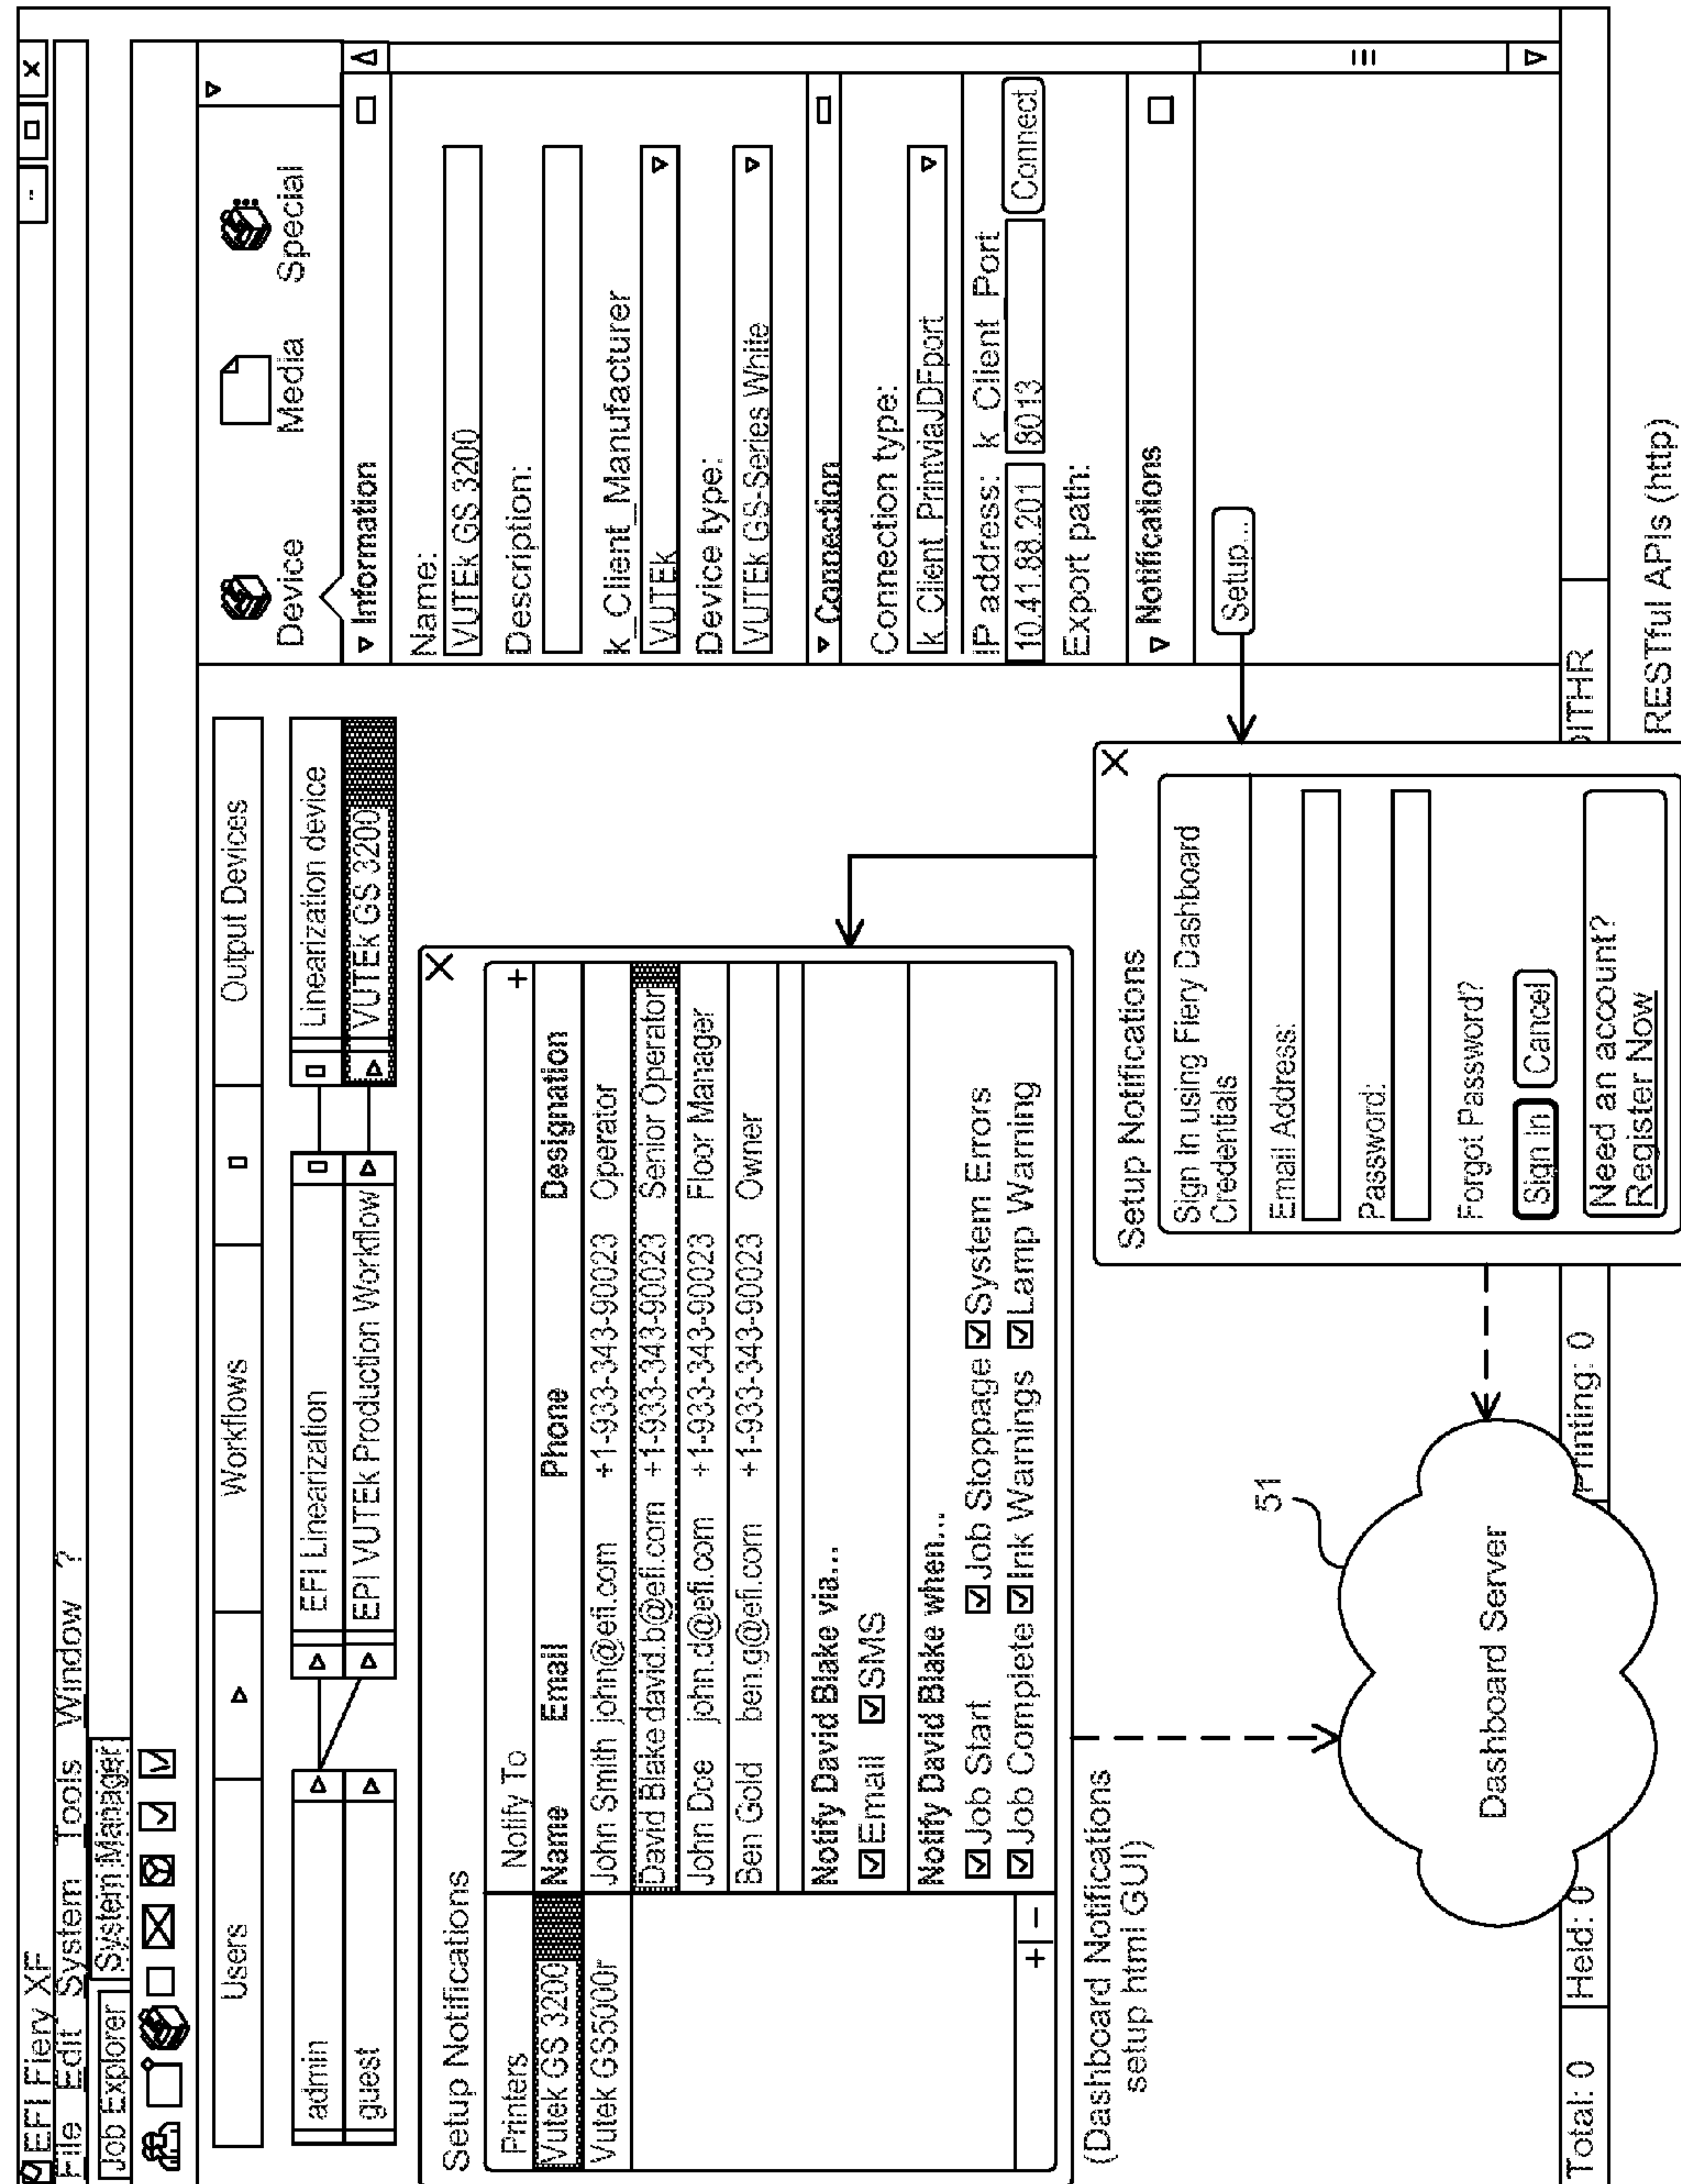 EFI Fiery XF
File Edit System Tools Window ?
Job Explorer System Manager
Users Workflows Output Devices
admin
guest
EFI Linearization
EPI VUTEK Production Workflow
Linearization device
VUTEK GS 3200
Device Media Special
Information
Name:
VUTEK GS 3200
Description:
k_Client_Manufacturer
VUTEK
Device type:
VUTEK GS-Series White
Connection
Connection type:
k_Client_PrintviaJDFport
IP address: k_Client_Port
10.41.88.201 8013 Connect
Export path:
Notifications
Setup...
Setup Notifications
Printers
Vutek GS 3200
Vutek GS5000r
+ −
Notify To +
Name Email Phone Designation
John Smith john@efi.com +1-933-343-90023 Operator
David Blake david.b@efi.com +1-933-343-90023 Senior Operator
John Doe john.d@efi.com +1-933-343-90023 Floor Manager
Ben Gold ben.g@efi.com +1-933-343-90023 Owner
Notify David Blake via...
Email SMS
Notify David Blake when...
Job Start Job Stoppage System Errors
Job Complete Ink Warnings Lamp Warning
(Dashboard Notifications
setup html GUI)
Setup Notifications
Sign In using Fiery Dashboard
Credentials
Email Address:
Password:
Forgot Password?
Sign In Cancel
Need an account?
Register Now
51
Dashboard Server
Total: 0 Held: 0 Printing: 0
RESTful APIs (http)